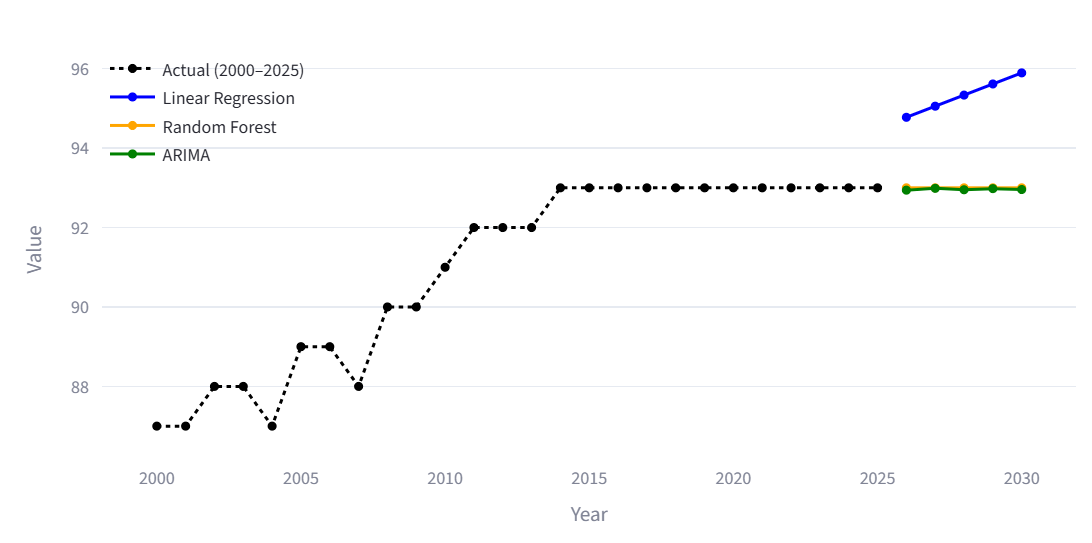 96
94
92
90
88
Value
Actual (2000–2025)
Linear Regression
Random Forest
ARIMA
2000 2005 2010 2015 2020 2025 2030
Year